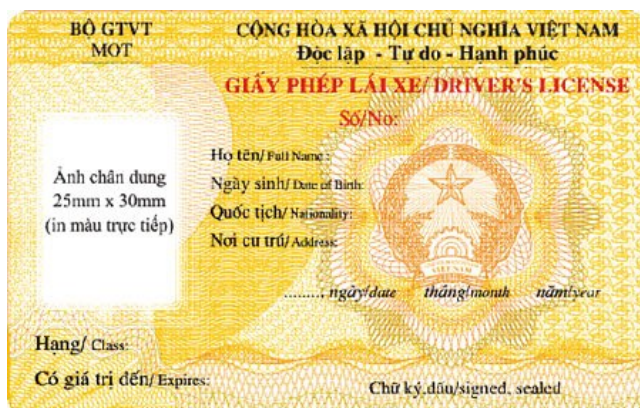 BỘ GTVT
MOT
CỘNG HÒA XÃ HỘI CHỦ NGHĨA VIỆT NAM
Độc lập - Tự do - Hạnh phúc
GIẤY PHÉP LÁI XE/ DRIVER'S LICENSE
Số/No:
Ảnh chân dung
25mm x 30mm
(in màu trực tiếp)
Họ tên/ Full Name :
Ngày sinh/ Date of Birth:
Quốc tịch/ Nationality:
Nơi cư trú/ Address:
VIỆT NAM
........, ngày/date tháng/month năm/year
Hạng/ Class:
Có giá trị đến/ Expires:
Chữ ký,dấu/signed, sealed